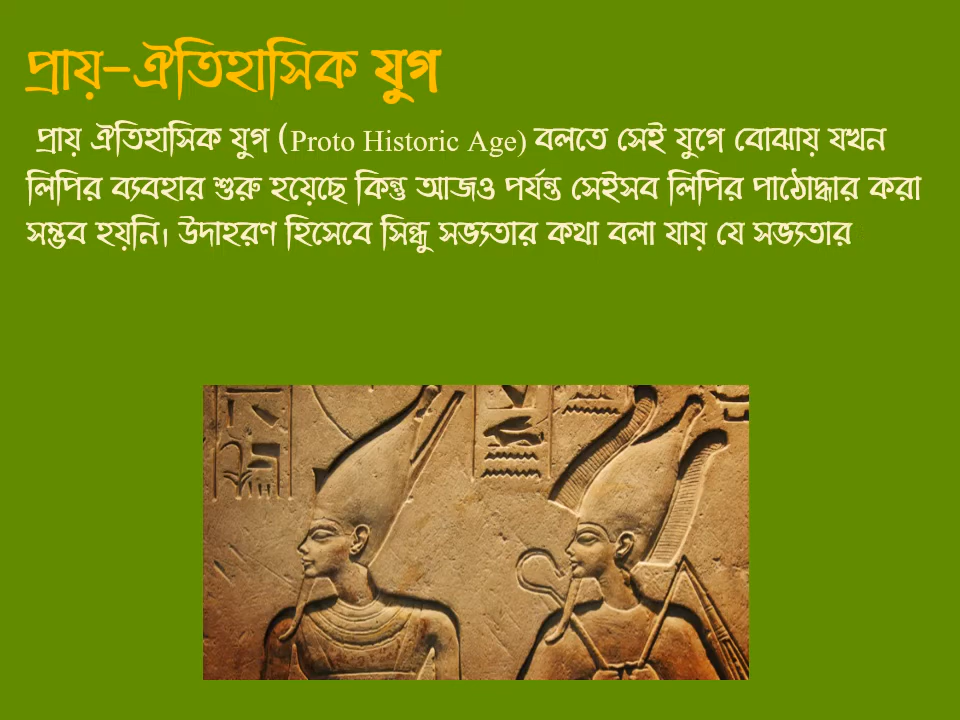 প্রায়-ঐতিহাসিক যুগ
প্রায় ঐতিহাসিক যুগ (Proto Historic Age) বলতে সেই যুগে বোঝায় যখন
লিপির ব্যবহার শুরু হয়েছে কিন্তু আজও পর্যন্ত সেইসব লিপির পাঠোদ্ধার করা
সম্ভব হয়নি। উদাহরণ হিসেবে সিন্ধু সভ্যতার কথা বলা যায় যে সভ্যতার